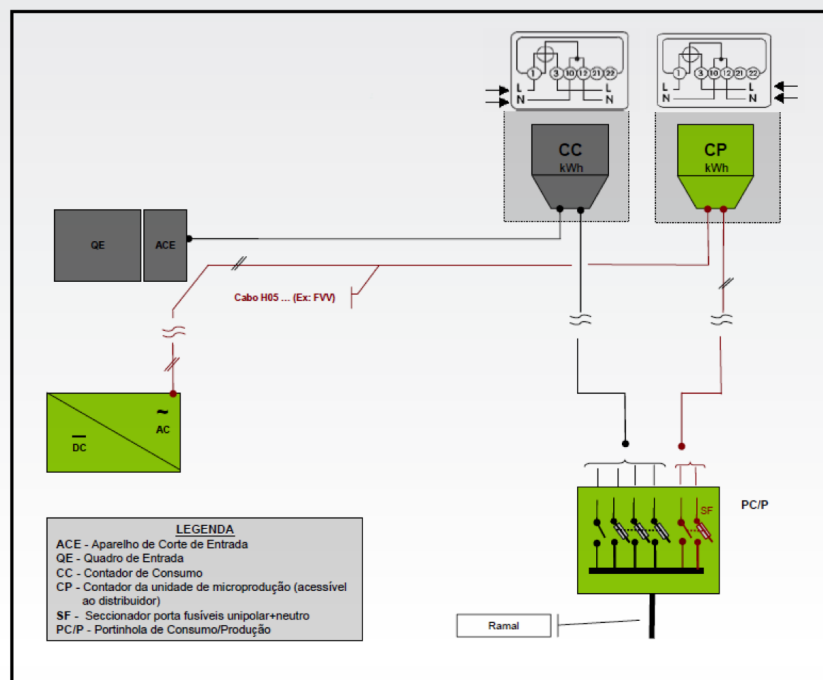 1 3 10 12 21 22
L
N
1 3 10 12 21 22
L
N
CC
kWh
CP
kWh
QE
ACE
Cabo H05 ... (Ex: FVV)
~
AC
DC
SF
PC/P
LEGENDA
ACE - Aparelho de Corte de Entrada
QE - Quadro de Entrada
CC - Contador de Consumo
CP - Contador da unidade de microprodução (acessível
ao distribuidor)
SF - Seccionador porta fusíveis unipolar+neutro
PC/P - Portinhola de Consumo/Produção
Ramal